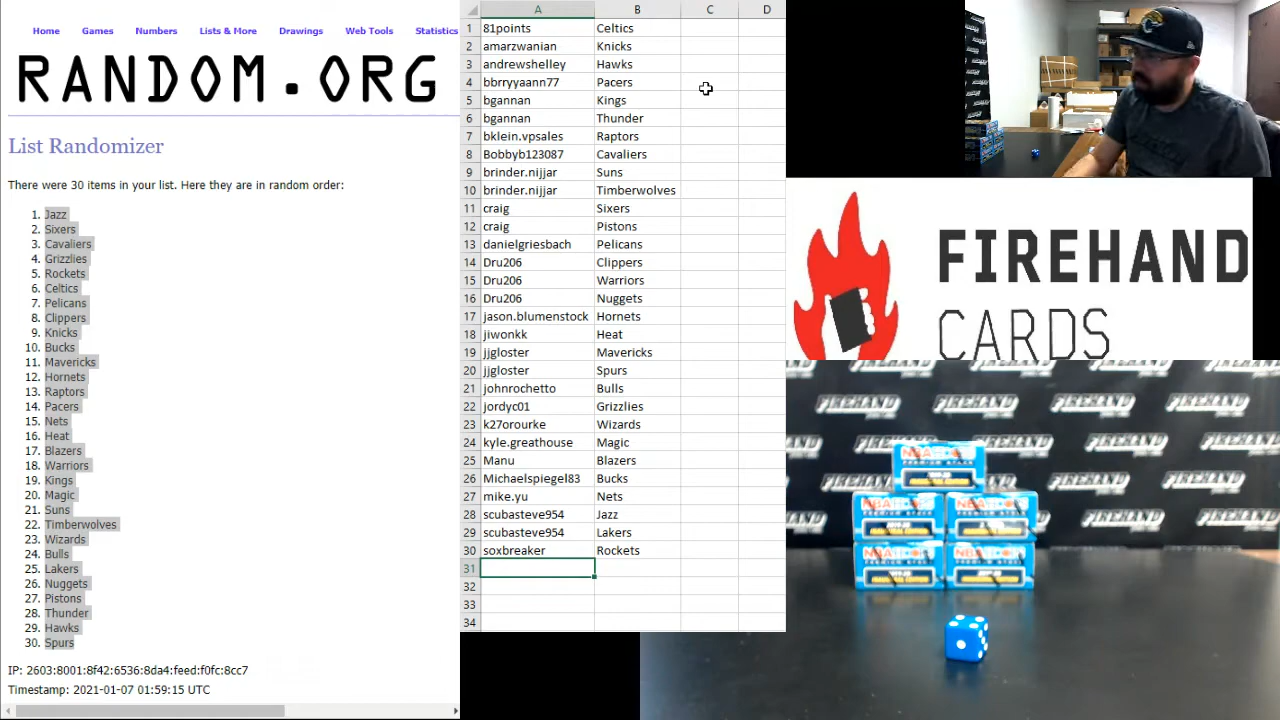 Home Games Numbers Lists & More Drawings Web Tools Statistics
RANDOM.ORG
List Randomizer
There were 30 items in your list. Here they are in random order:
1. Jazz
2. Sixers
3. Cavaliers
4. Grizzlies
5. Rockets
6. Celtics
7. Pelicans
8. Clippers
9. Knicks
10. Bucks
11. Mavericks
12. Hornets
13. Raptors
14. Pacers
15. Nets
16. Heat
17. Blazers
18. Warriors
19. Kings
20. Magic
21. Suns
22. Timberwolves
23. Wizards
24. Bulls
25. Lakers
26. Nuggets
27. Pistons
28. Thunder
29. Hawks
30. Spurs
IP: 2603:8001:8f42:6536:8da4:feed:f0fc:8cc7
Timestamp: 2021-01-07 01:59:15 UTC
A B C D
1 81points Celtics
2 amarzwanian Knicks
3 andrewshelley Hawks
4 bbrryyaann77 Pacers
5 bgannan Kings
6 bgannan Thunder
7 bklein.vpsales Raptors
8 Bobbyb123087 Cavaliers
9 brinder.nijjar Suns
10 brinder.nijjar Timberwolves
11 craig Sixers
12 craig Pistons
13 danielgriesbach Pelicans
14 Dru206 Clippers
15 Dru206 Warriors
16 Dru206 Nuggets
17 jason.blumenstock Hornets
18 jiwonkk Heat
19 jjgloster Mavericks
20 jjgloster Spurs
21 johnrochetto Bulls
22 jordyc01 Grizzlies
23 k27orourke Wizards
24 kyle.greathouse Magic
25 Manu Blazers
26 Michaelspiegel83 Bucks
27 mike.yu Nets
28 scubasteve954 Jazz
29 scubasteve954 Lakers
30 soxbreaker Rockets
31
32
33
34
FIREHAND
CARDS
FIREHAND
FIREHAND
FIREHAND
NBA HOOPS
PREMIUM STOCK